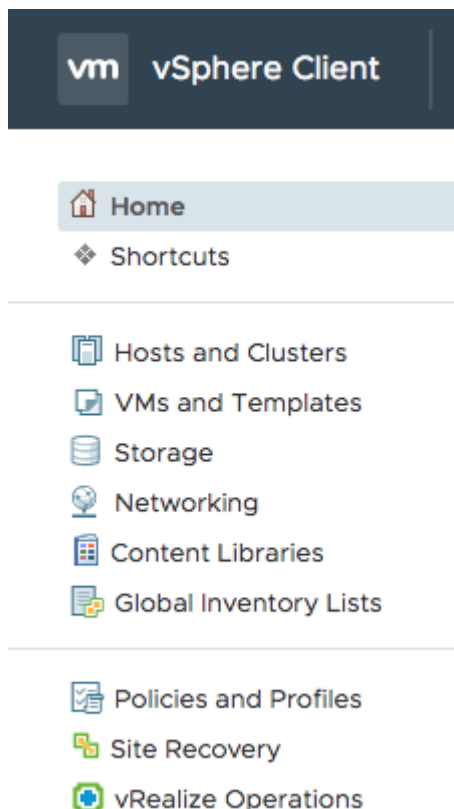 vm vSphere Client
Home
Shortcuts
Hosts and Clusters
VMs and Templates
Storage
Networking
Content Libraries
Global Inventory Lists
Policies and Profiles
Site Recovery
vRealize Operations